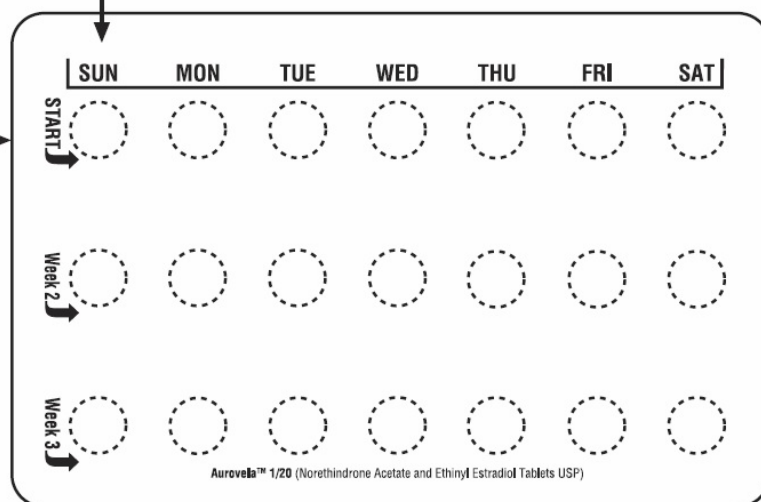 SUN MON TUE WED THU FRI SAT
START
Week 2
Week 3
Aurovela™ 1/20 (Norethindrone Acetate and Ethinyl Estradiol Tablets USP)